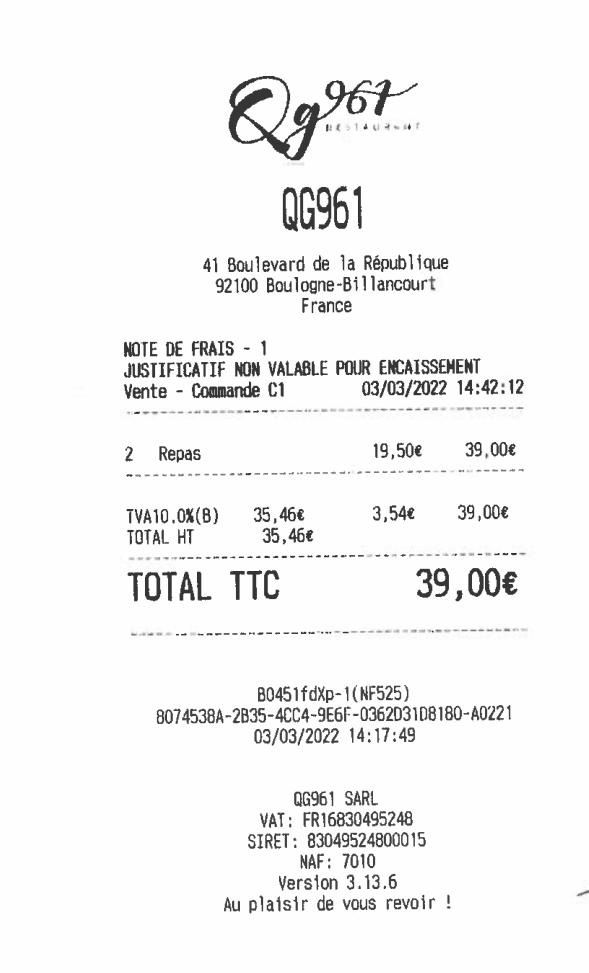 Qg961
RESTAURANT
QG961
41 Boulevard de la République
92100 Boulogne-Billancourt
France
NOTE DE FRAIS - 1
JUSTIFICATIF NON VALABLE POUR ENCAISSEMENT
Vente - Commande C1 03/03/2022 14:42:12
2 Repas 19,50€ 39,00€
TVA10.0%(B) 35,46€ 3,54€ 39,00€
TOTAL HT 35,46€
TOTAL TTC 39,00€
B0451fdXp-1(NF525)
8074538A-2B35-4CC4-9E6F-0362D31D8180-A0221
03/03/2022 14:17:49
QG961 SARL
VAT: FR16830495248
SIRET: 83049524800015
NAF: 7010
Version 3.13.6
Au plaisir de vous revoir !